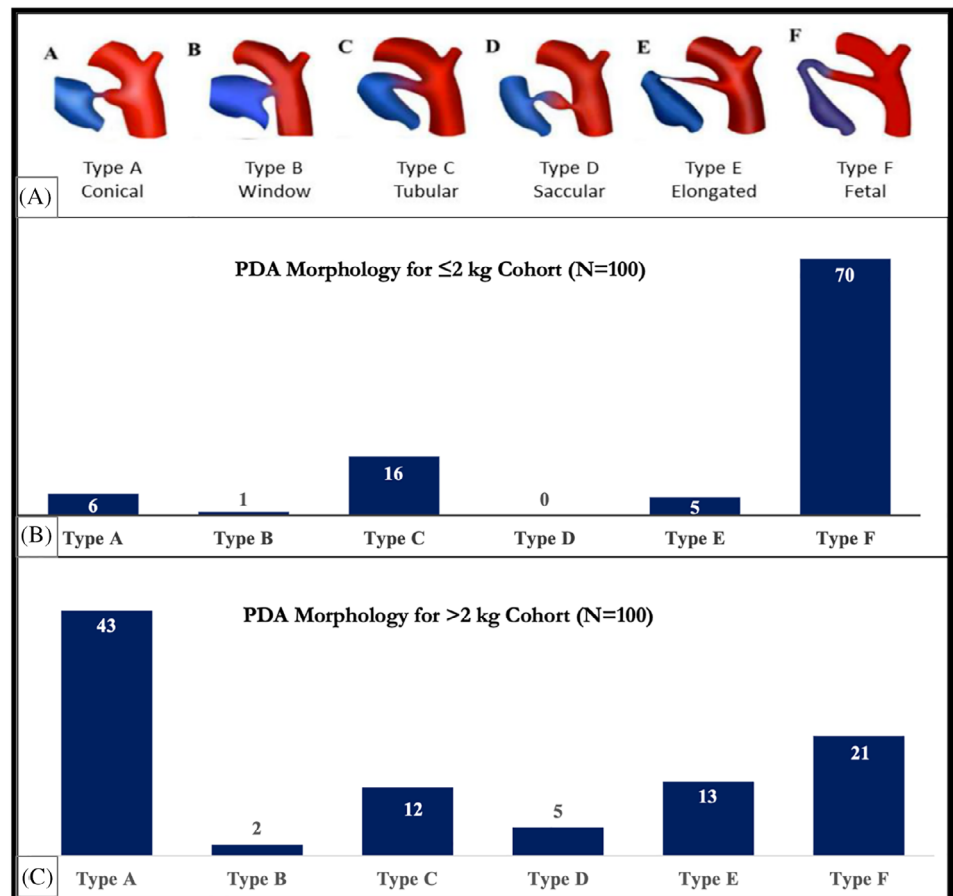 A B C D E F
Type A Type B Type C Type D Type E Type F
Conical Window Tubular Saccular Elongated Fetal
(A)
PDA Morphology for ≤2 kg Cohort (N=100)
6 1 16 0 5 70
(B) Type A Type B Type C Type D Type E Type F
PDA Morphology for >2 kg Cohort (N=100)
43 2 12 5 13 21
(C) Type A Type B Type C Type D Type E Type F